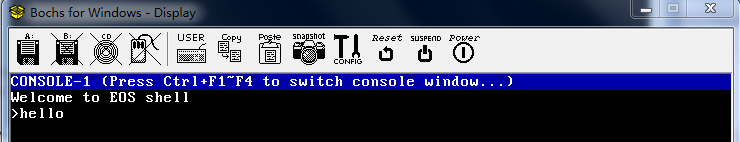 Bochs for Windows - Display
A: B: CD USER Copy Paste snapshot CONFIG Reset SUSPEND Power
CONSOLE-1 (Press Ctrl+F1~F4 to switch console window...)
Welcome to EOS shell
>hello